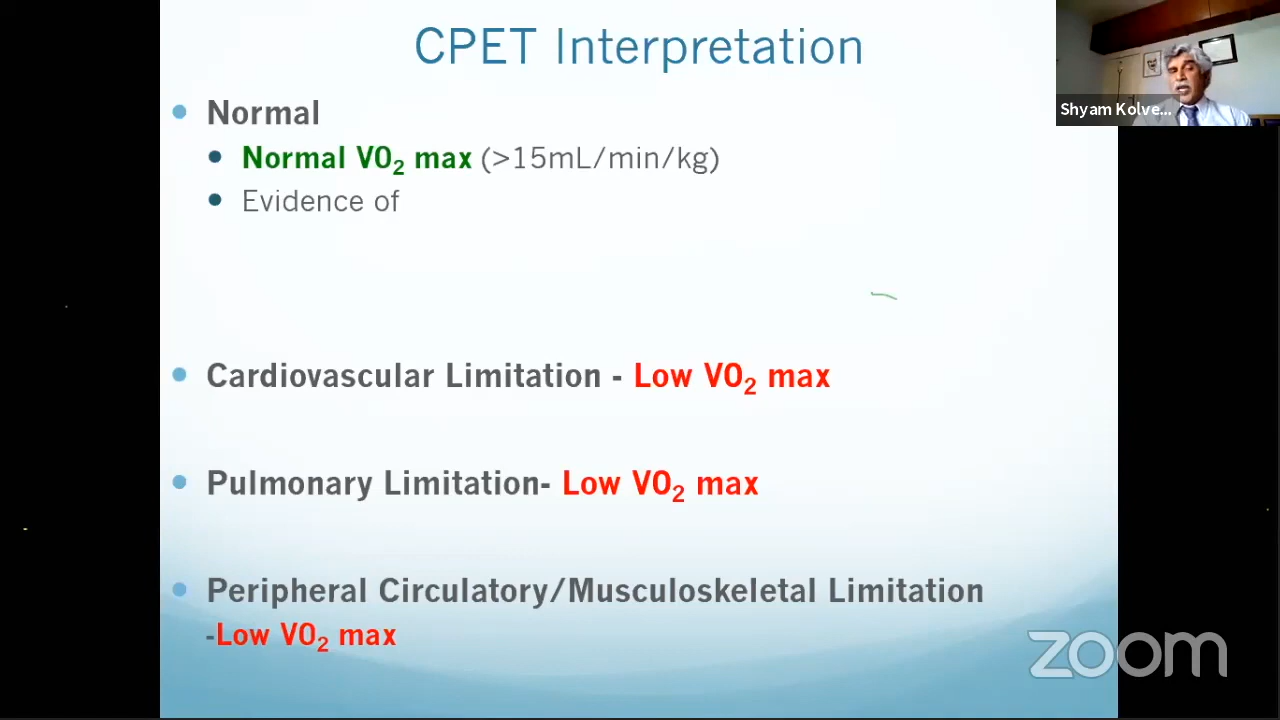 CPET Interpretation
Shyam Kolve...
• Normal
• Normal VO₂ max (>15mL/min/kg)
• Evidence of
• Cardiovascular Limitation - Low VO₂ max
• Pulmonary Limitation- Low VO₂ max
• Peripheral Circulatory/Musculoskeletal Limitation
-Low VO₂ max
zoom